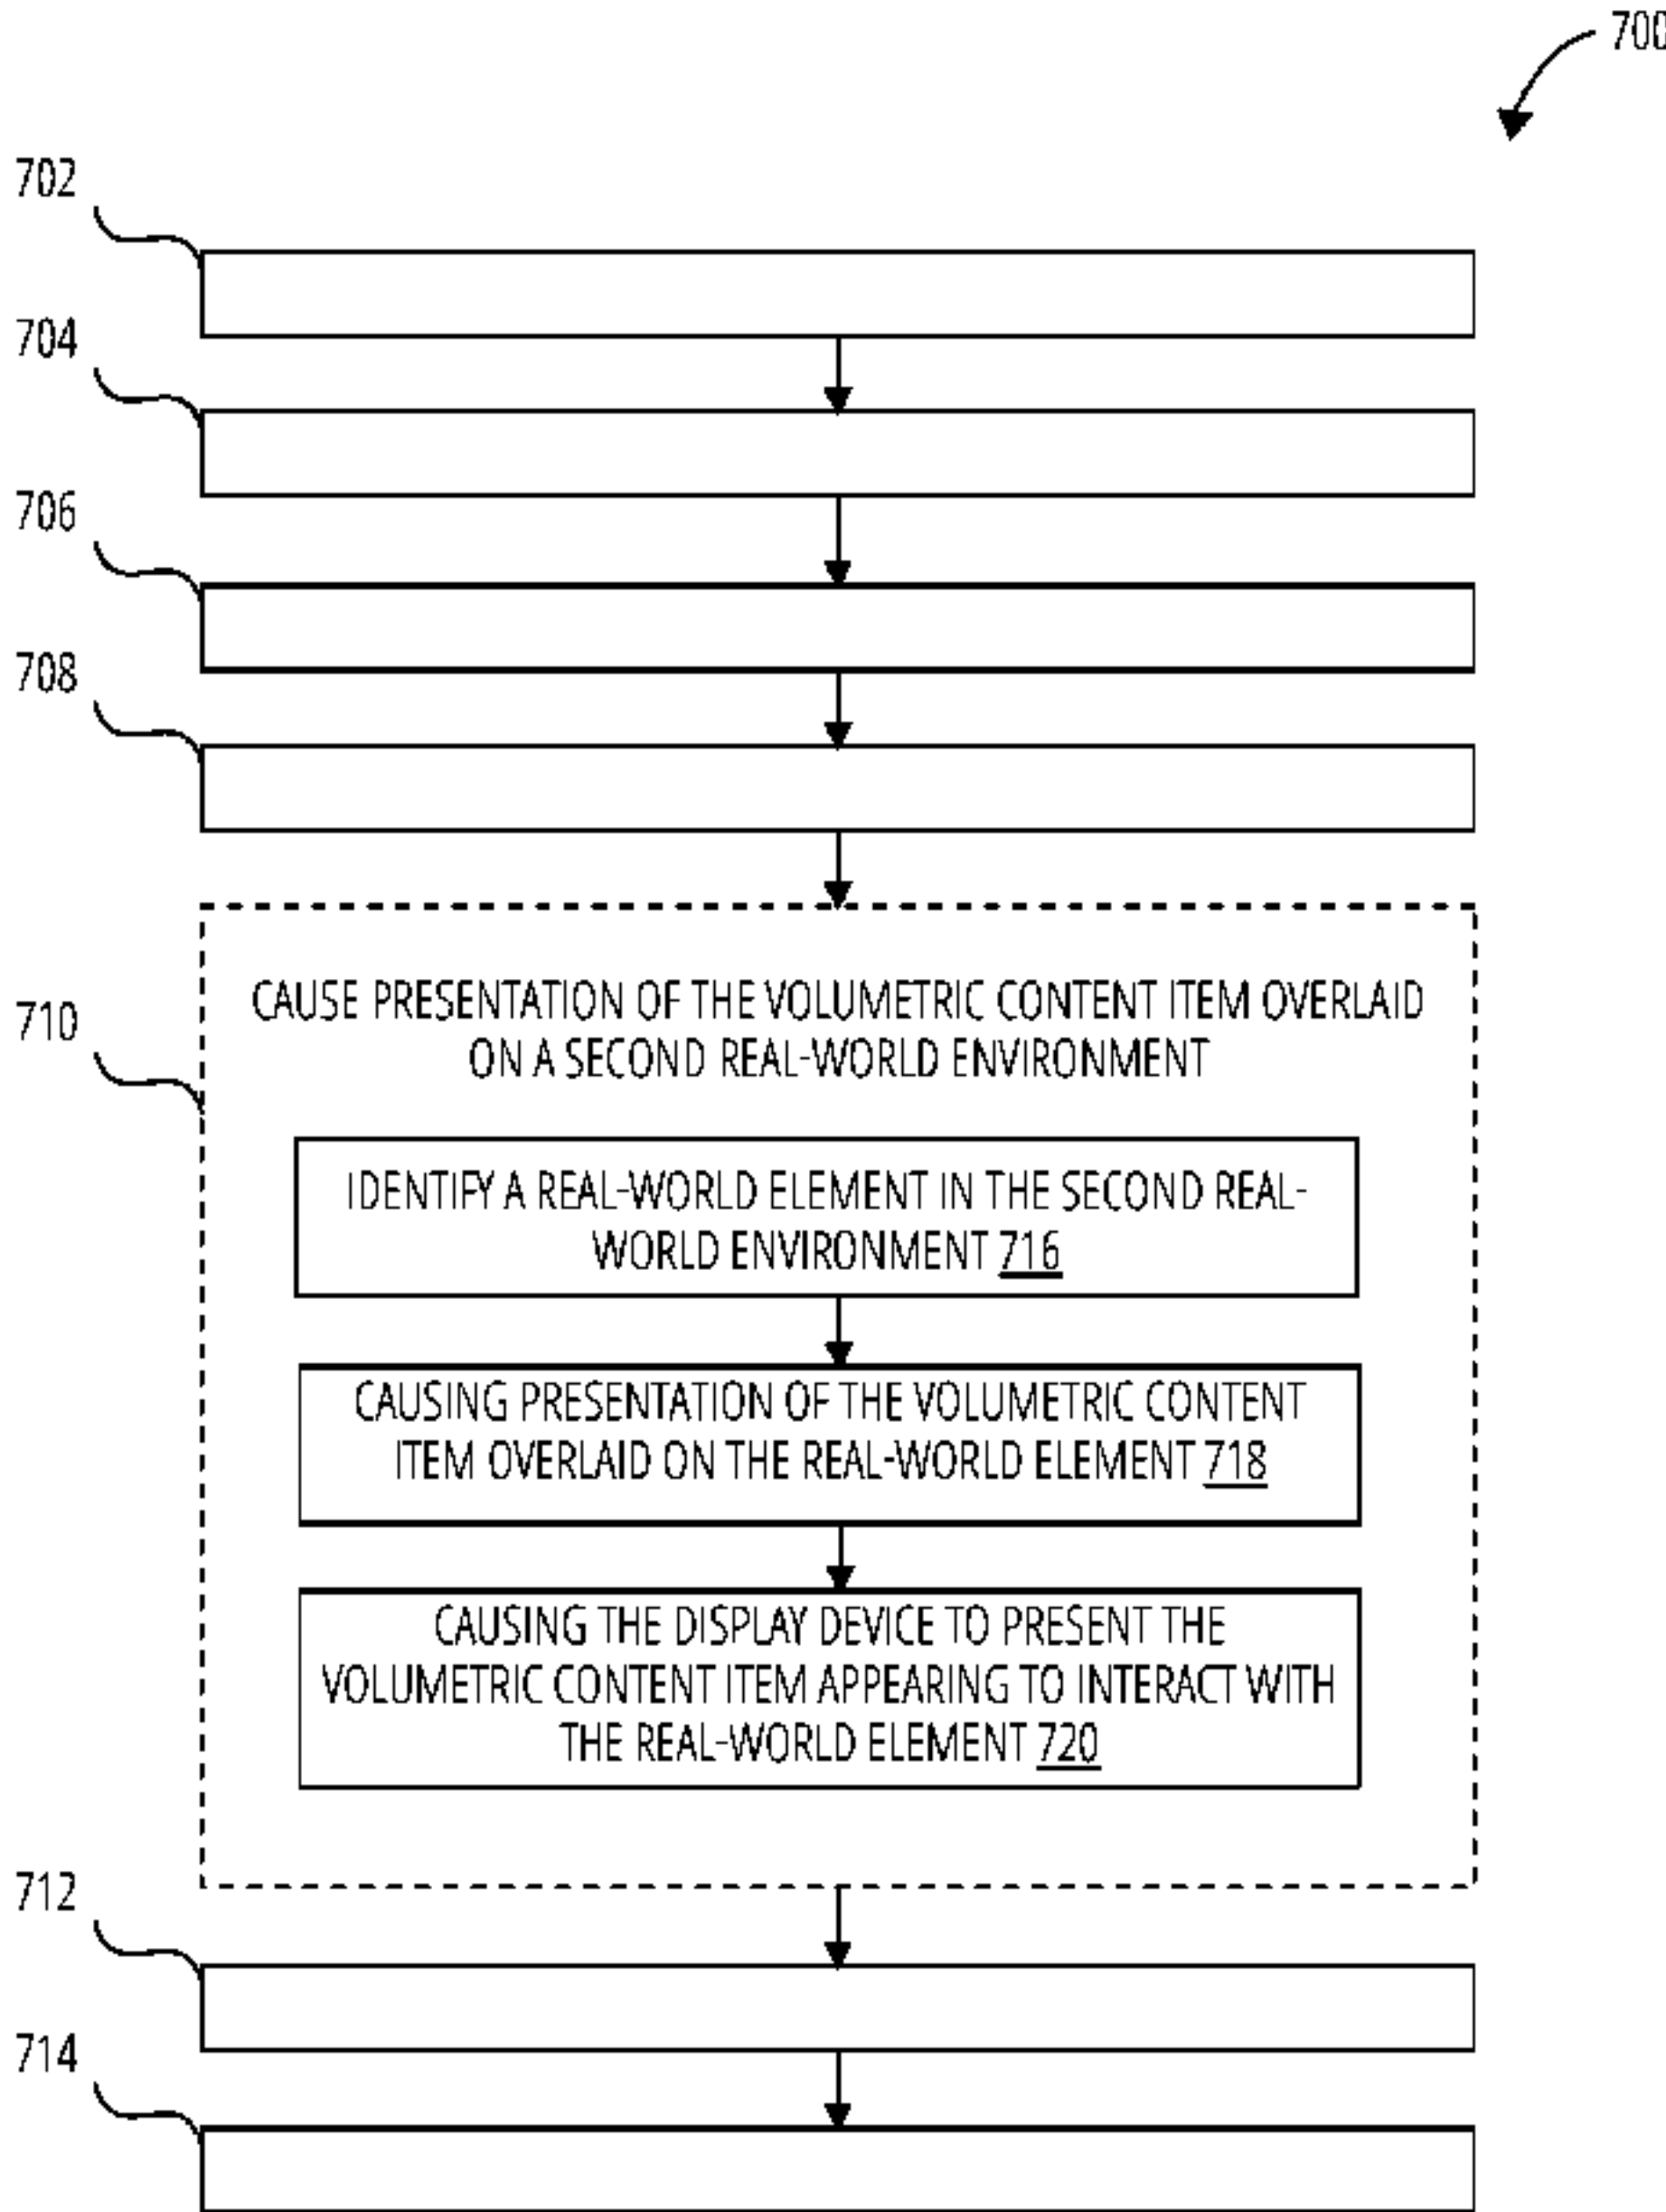 700
702
704
706
708
710
CAUSE PRESENTATION OF THE VOLUMETRIC CONTENT ITEM OVERLAID
ON A SECOND REAL-WORLD ENVIRONMENT
IDENTIFY A REAL-WORLD ELEMENT IN THE SECOND REAL-
WORLD ENVIRONMENT 716
CAUSING PRESENTATION OF THE VOLUMETRIC CONTENT
ITEM OVERLAID ON THE REAL-WORLD ELEMENT 718
CAUSING THE DISPLAY DEVICE TO PRESENT THE
VOLUMETRIC CONTENT ITEM APPEARING TO INTERACT WITH
THE REAL-WORLD ELEMENT 720
712
714